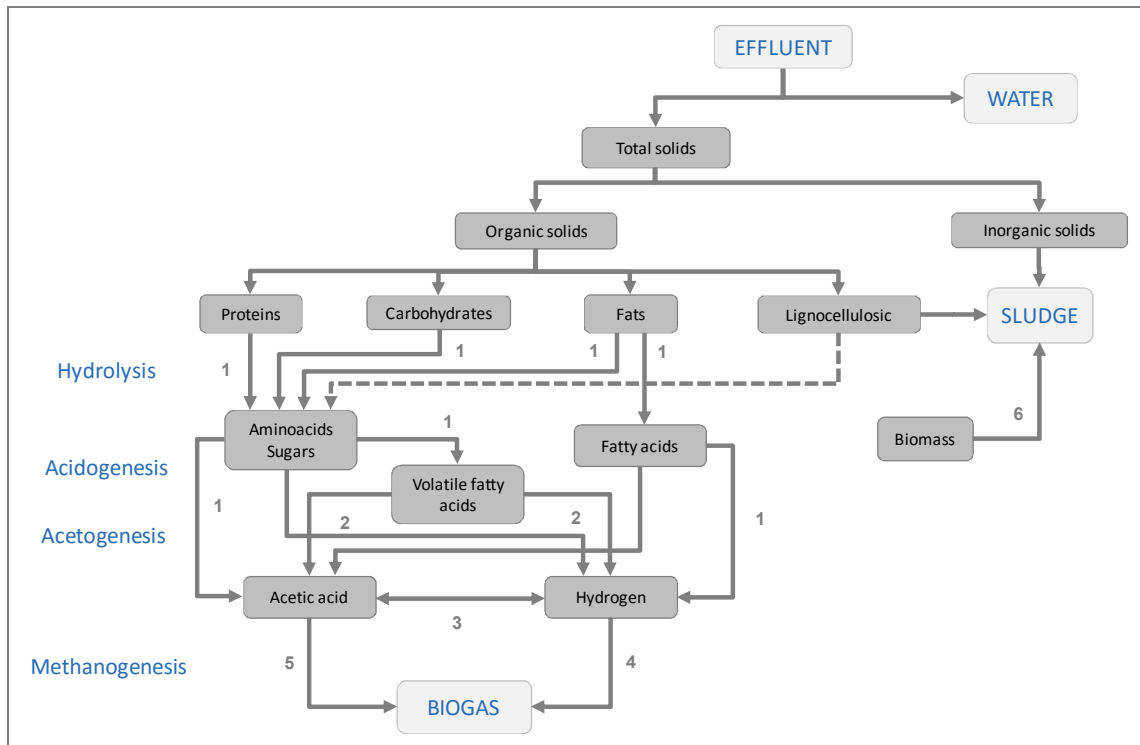 EFFLUENT
WATER
Total solids
Organic solids
Inorganic solids
Proteins
Carbohydrates
Fats
Lignocellulosic
SLUDGE
1
1
1
1
Hydrolysis
Aminoacids
Sugars
1
Fatty acids
Biomass
6
Acidogenesis
Volatile fatty
acids
1
2
2
1
Acetogenesis
Acetic acid
Hydrogen
3
5
4
Methanogenesis
BIOGAS